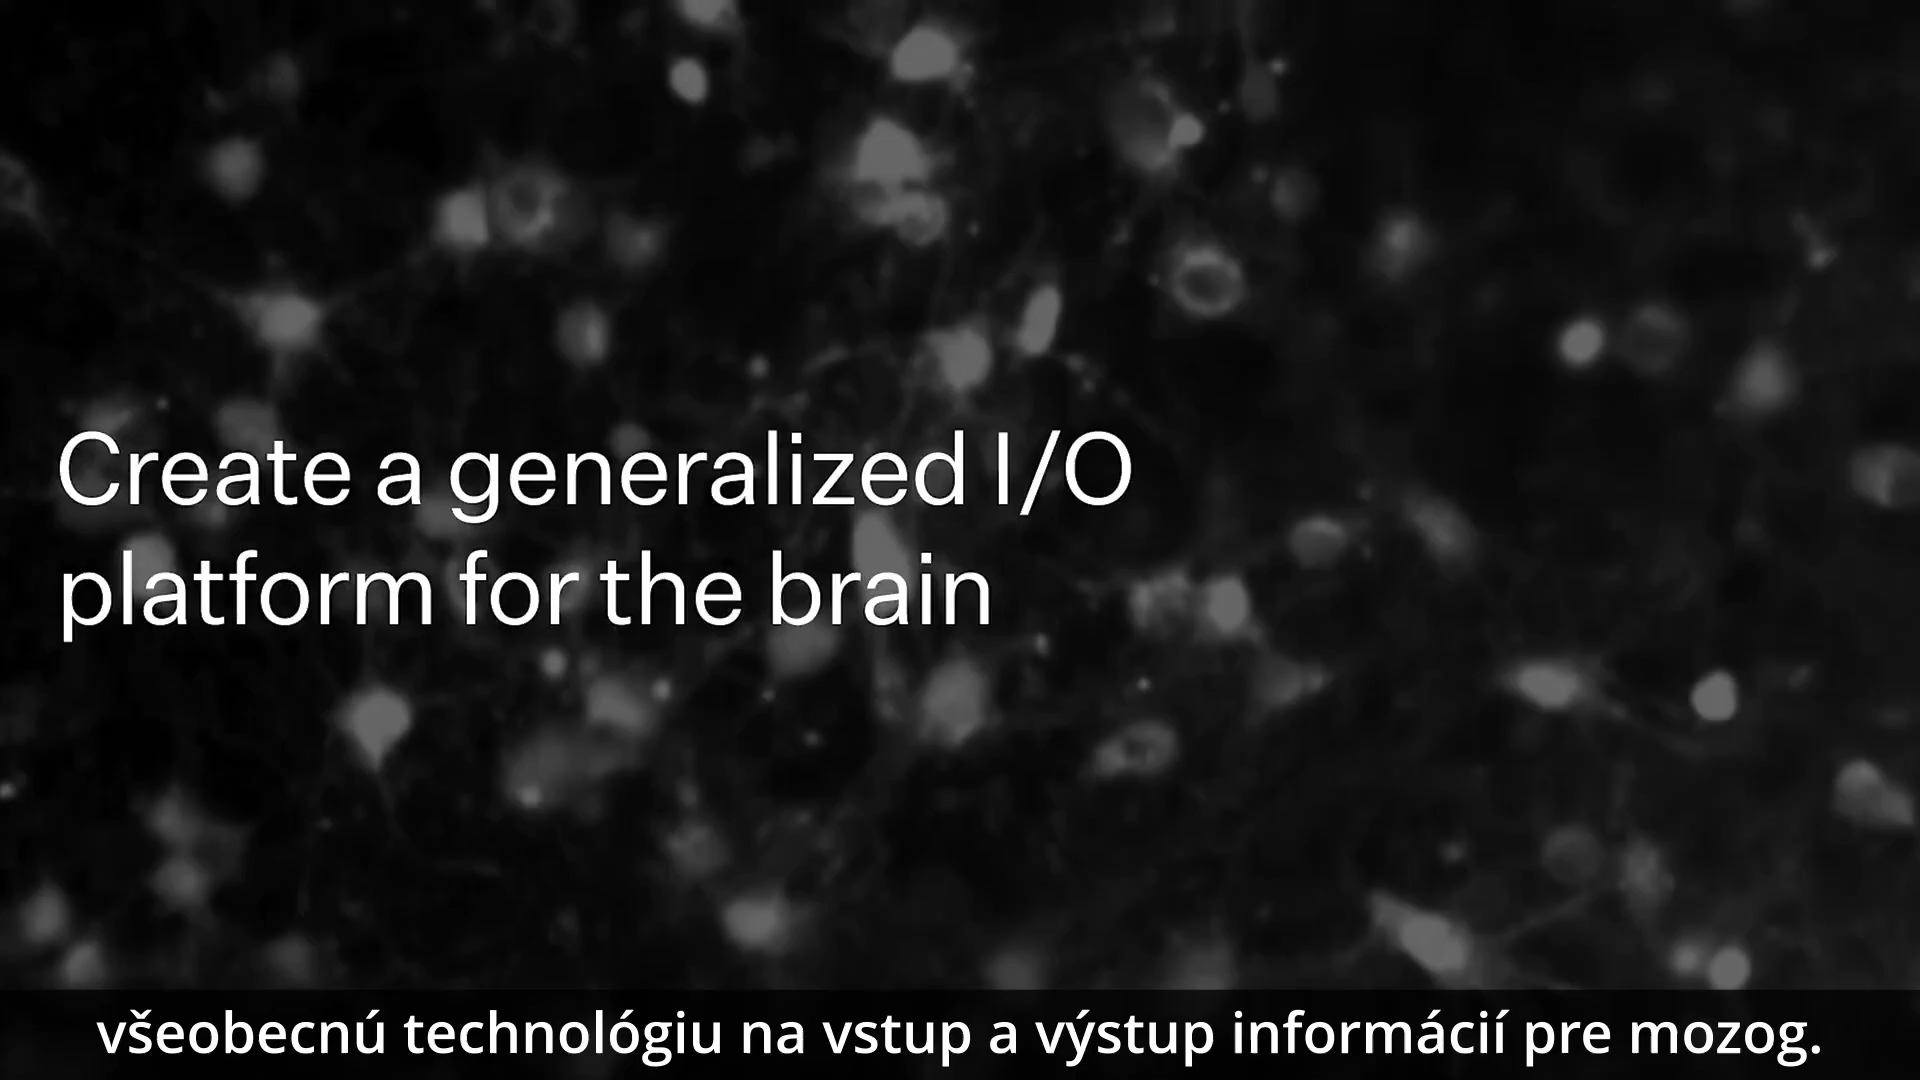 Create a generalized I/O
platform for the brain
všeobecnú technológiu na vstup a výstup informácií pre mozog.